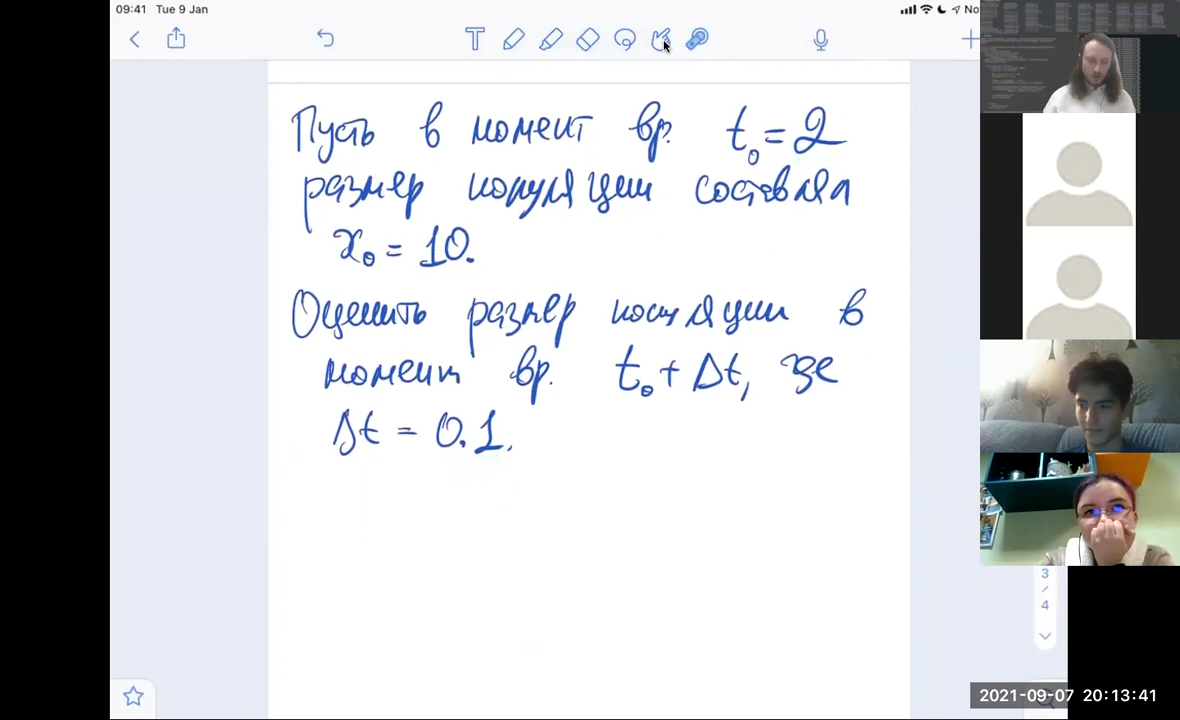 09:41 Tue 9 Jan
No
Пусть в момент вр. t₀ = 2
размер популяции составлял
x₀ = 10.
Оценить размер популяции в
момент вр. t₀ + Δt, где
Δt = 0.1.
3
/
4
2021-09-07 20:13:41